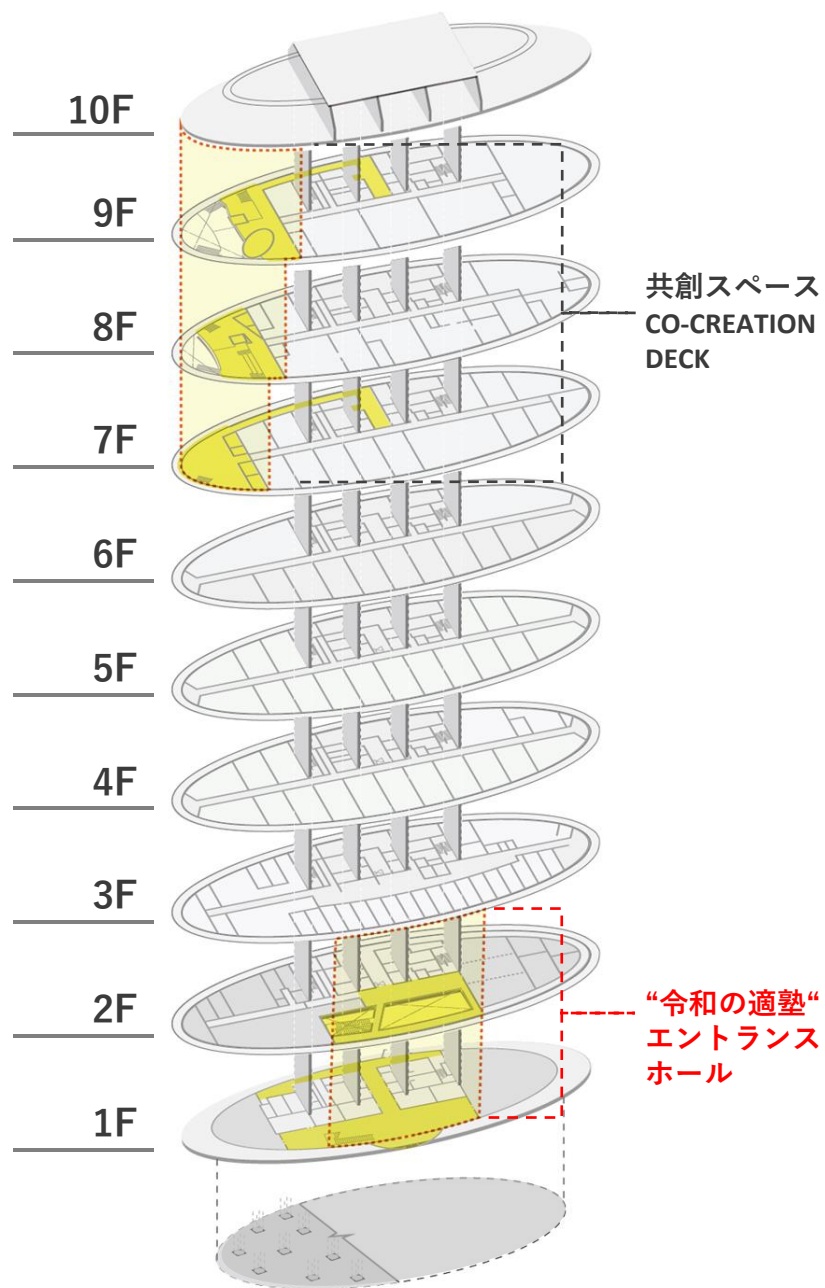 10F
9F
8F
7F
6F
5F
4F
3F
2F
1F
共創スペース
CO-CREATION
DECK
“令和の適塾“
エントランス
ホール